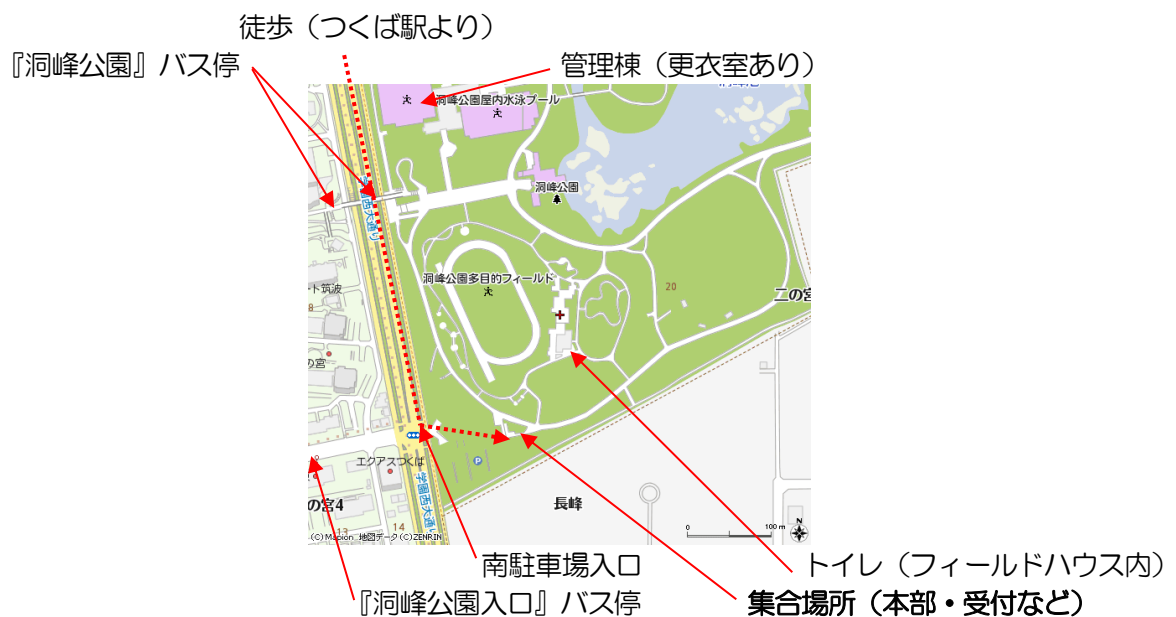 徒歩（つくば駅より）
『洞峰公園』バス停
管理棟（更衣室あり）
洞峰公園屋内水泳プール
洞峰公園
学園西大通り
洞峰公園多目的フィールド
ート筑波
8
20
二の宮
の宮
エクアスつくば
P
学園西大通り
の宮4
長峰
13
14
0
100 m
N
(C) Mapion 地図データ (C)ZENRIN
南駐車場入口
トイレ（フィールドハウス内）
『洞峰公園入口』バス停
集合場所（本部・受付など）